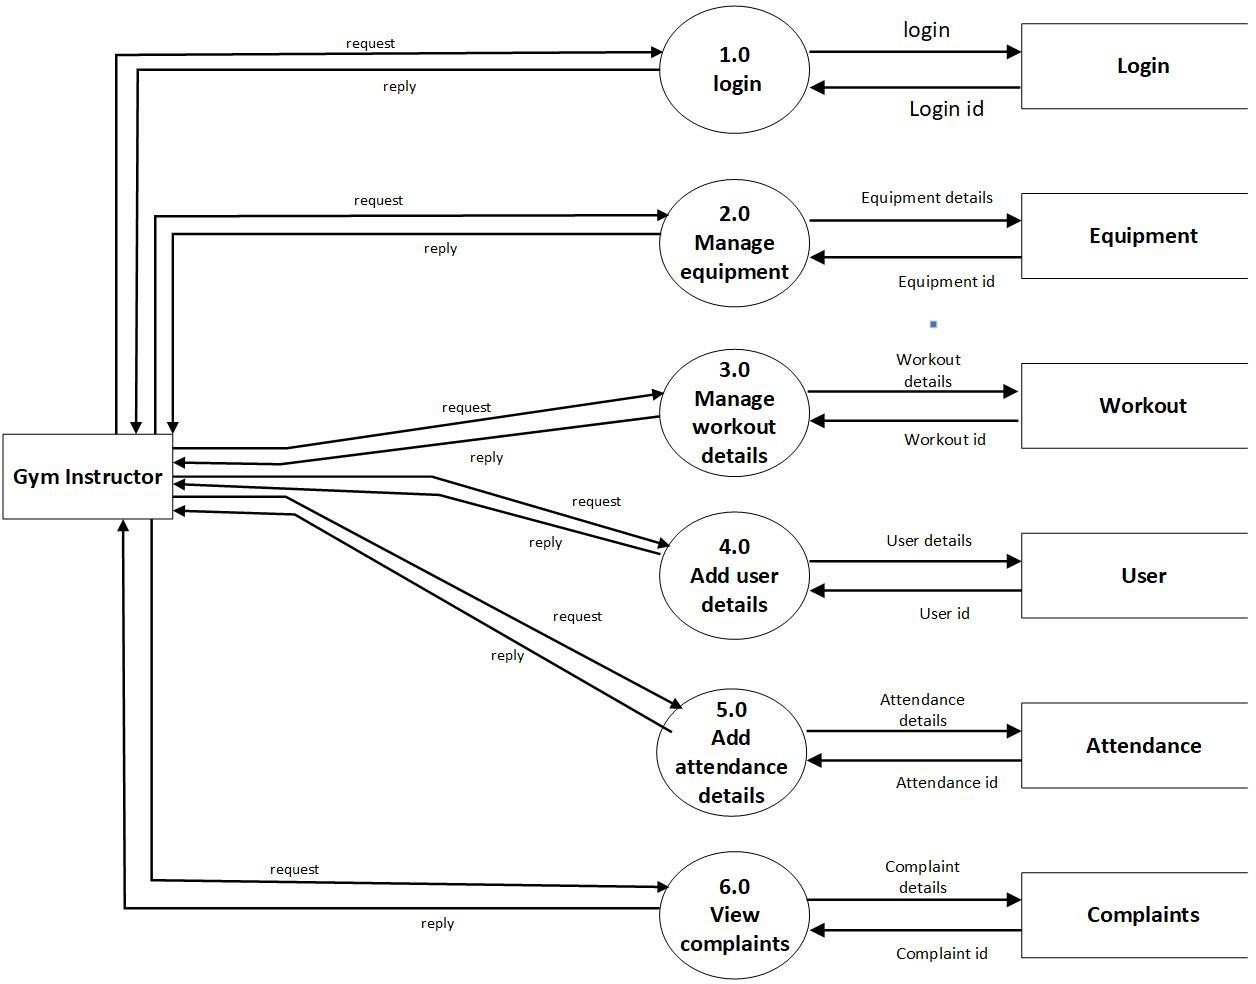 request
reply
1.0
login
login
Login id
Login
request
reply
2.0
Manage
equipment
Equipment details
Equipment id
Equipment
request
reply
3.0
Manage
workout
details
Workout
details
Workout id
Workout
Gym Instructor
request
reply
4.0
Add user
details
User details
User id
User
request
reply
5.0
Add
attendance
details
Attendance
details
Attendance id
Attendance
request
reply
6.0
View
complaints
Complaint
details
Complaint id
Complaints